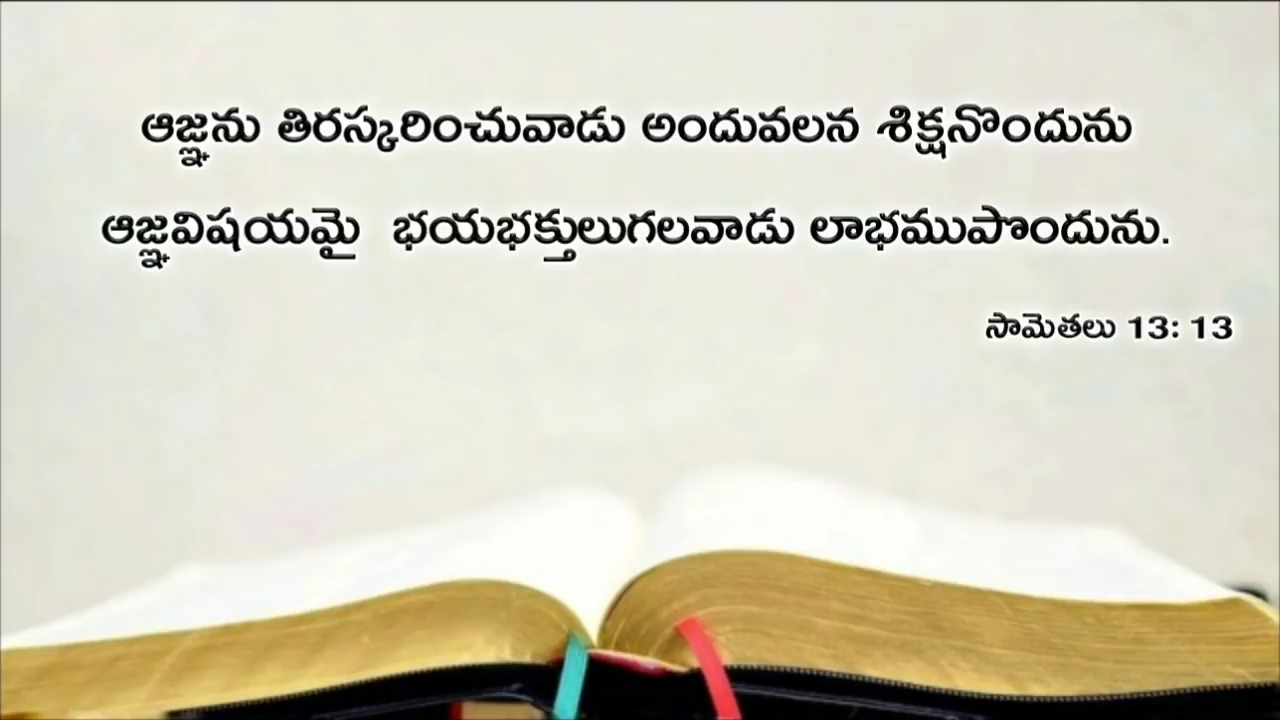 ఆజ్ఞను తిరస్కరించువాడు అందువలన శిక్షనొందును
ఆజ్ఞవిషయమై భయభక్తులుగలవాడు లాభముపొందును.
సామెతలు 13: 13